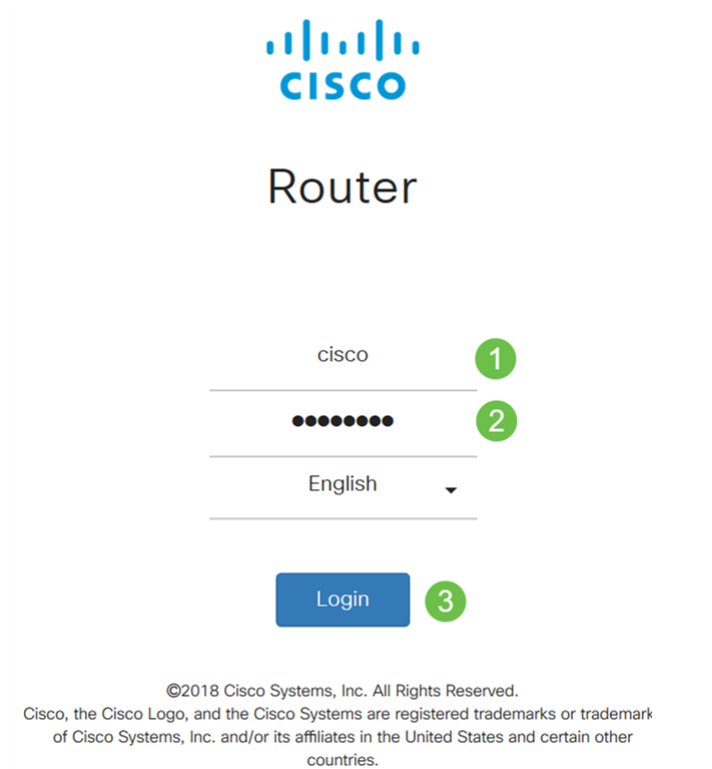 CISCO
Router
cisco
1
●●●●●●●●
2
English
Login
3
©2018 Cisco Systems, Inc. All Rights Reserved.
Cisco, the Cisco Logo, and the Cisco Systems are registered trademarks or trademark
of Cisco Systems, Inc. and/or its affiliates in the United States and certain other
countries.